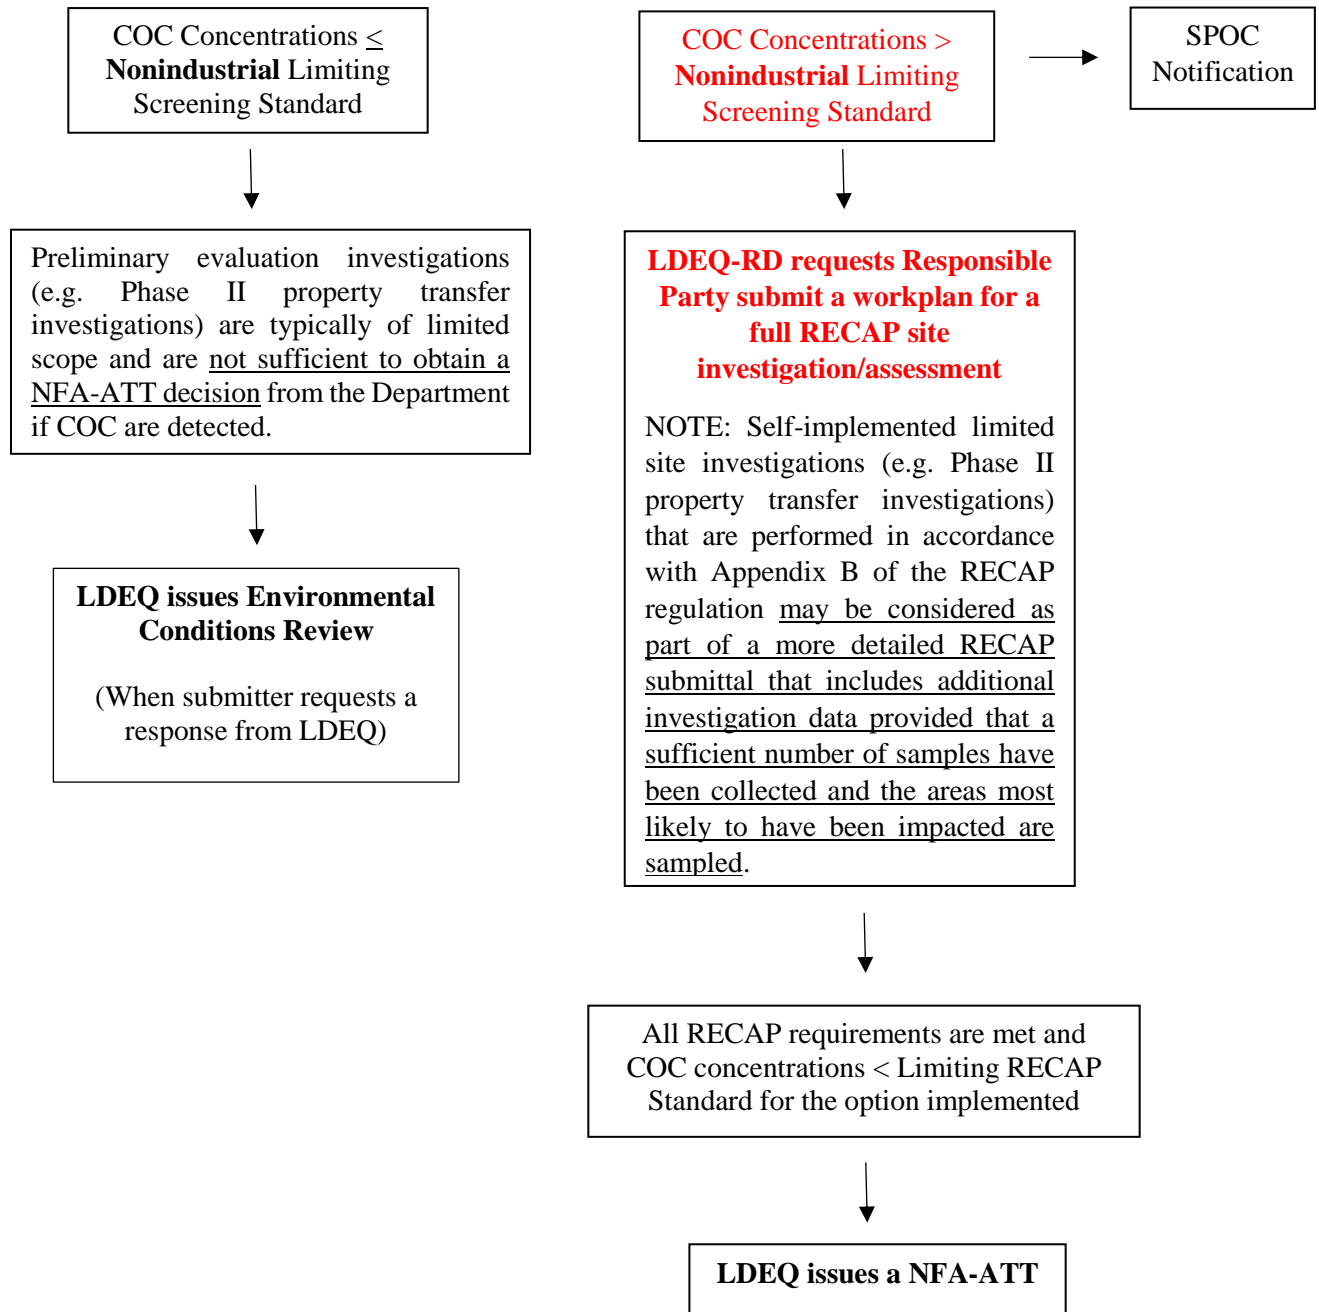 COC Concentrations <
Nonindustrial Limiting
Screening Standard
Preliminary evaluation investigations
(e.g. Phase II property transfer
investigations) are typically of limited
scope and are not sufficient to obtain a
NFA-ATT decision from the Department
if COC are detected.
LDEQ issues Environmental
Conditions Review
(When submitter requests a
response from LDEQ)
COC Concentrations >
Nonindustrial Limiting
Screening Standard
SPOC
Notification
LDEQ-RD requests Responsible
Party submit a workplan for a
full RECAP site
investigation/assessment
NOTE: Self-implemented limited
site investigations (e.g. Phase II
property transfer investigations)
that are performed in accordance
with Appendix B of the RECAP
regulation may be considered as
part of a more detailed RECAP
submittal that includes additional
investigation data provided that a
sufficient number of samples have
been collected and the areas most
likely to have been impacted are
sampled.
All RECAP requirements are met and
COC concentrations < Limiting RECAP
Standard for the option implemented
LDEQ issues a NFA-ATT